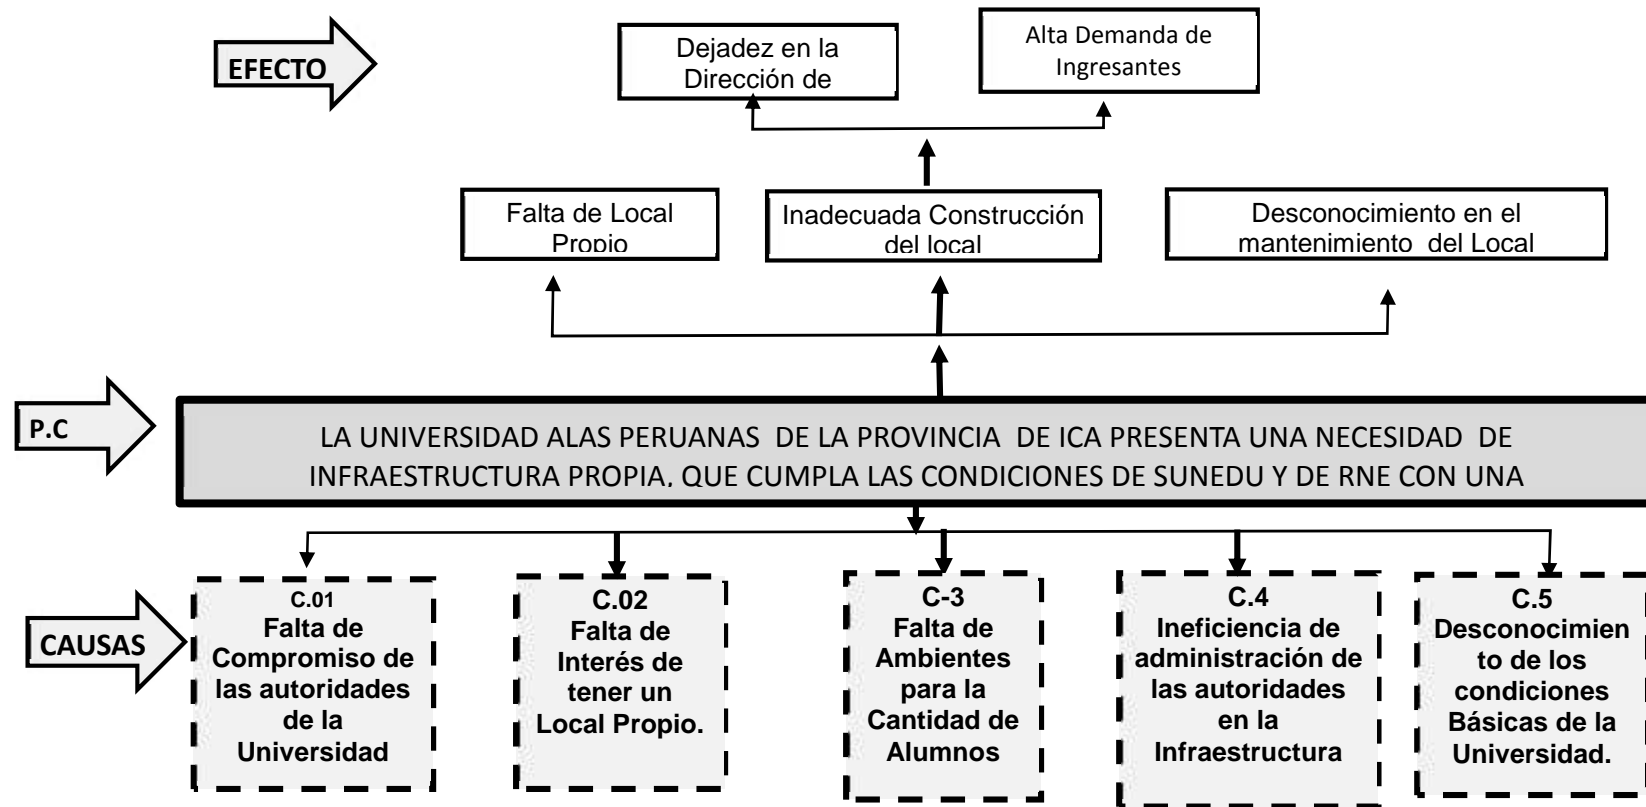 EFECTO
Dejadez en la
Dirección de
Alta Demanda de
Ingresantes
Falta de Local
Propio
Inadecuada Construcción
del local
Desconocimiento en el
mantenimiento del Local
P.C
LA UNIVERSIDAD ALAS PERUANAS DE LA PROVINCIA DE ICA PRESENTA UNA NECESIDAD DE
INFRAESTRUCTURA PROPIA, QUE CUMPLA LAS CONDICIONES DE SUNEDU Y DE RNE CON UNA
CAUSAS
C.01
Falta de
Compromiso de
las autoridades
de la
Universidad
C.02
Falta de
Interés de
tener un
Local Propio.
C-3
Falta de
Ambientes
para la
Cantidad de
Alumnos
C.4
Ineficiencia de
administración de
las autoridades
en la
Infraestructura
C.5
Desconocimien
to de los
condiciones
Básicas de la
Universidad.